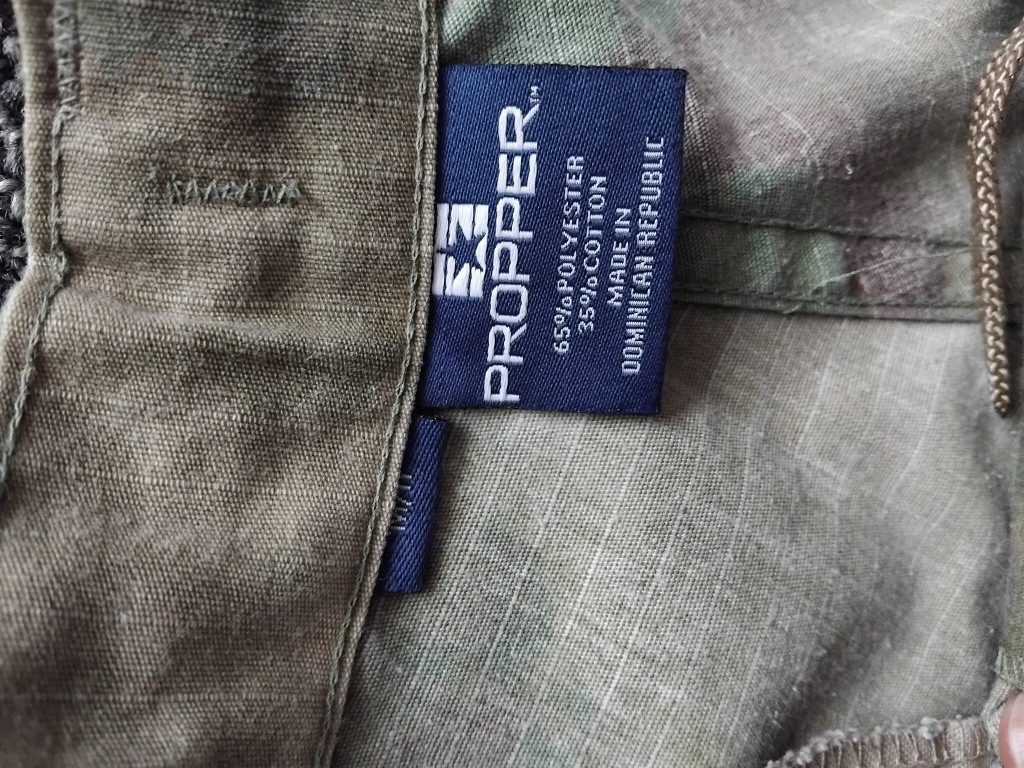 PROPPER™
65% POLYESTER
35% COTTON
MADE IN
DOMINICAN REPUBLIC